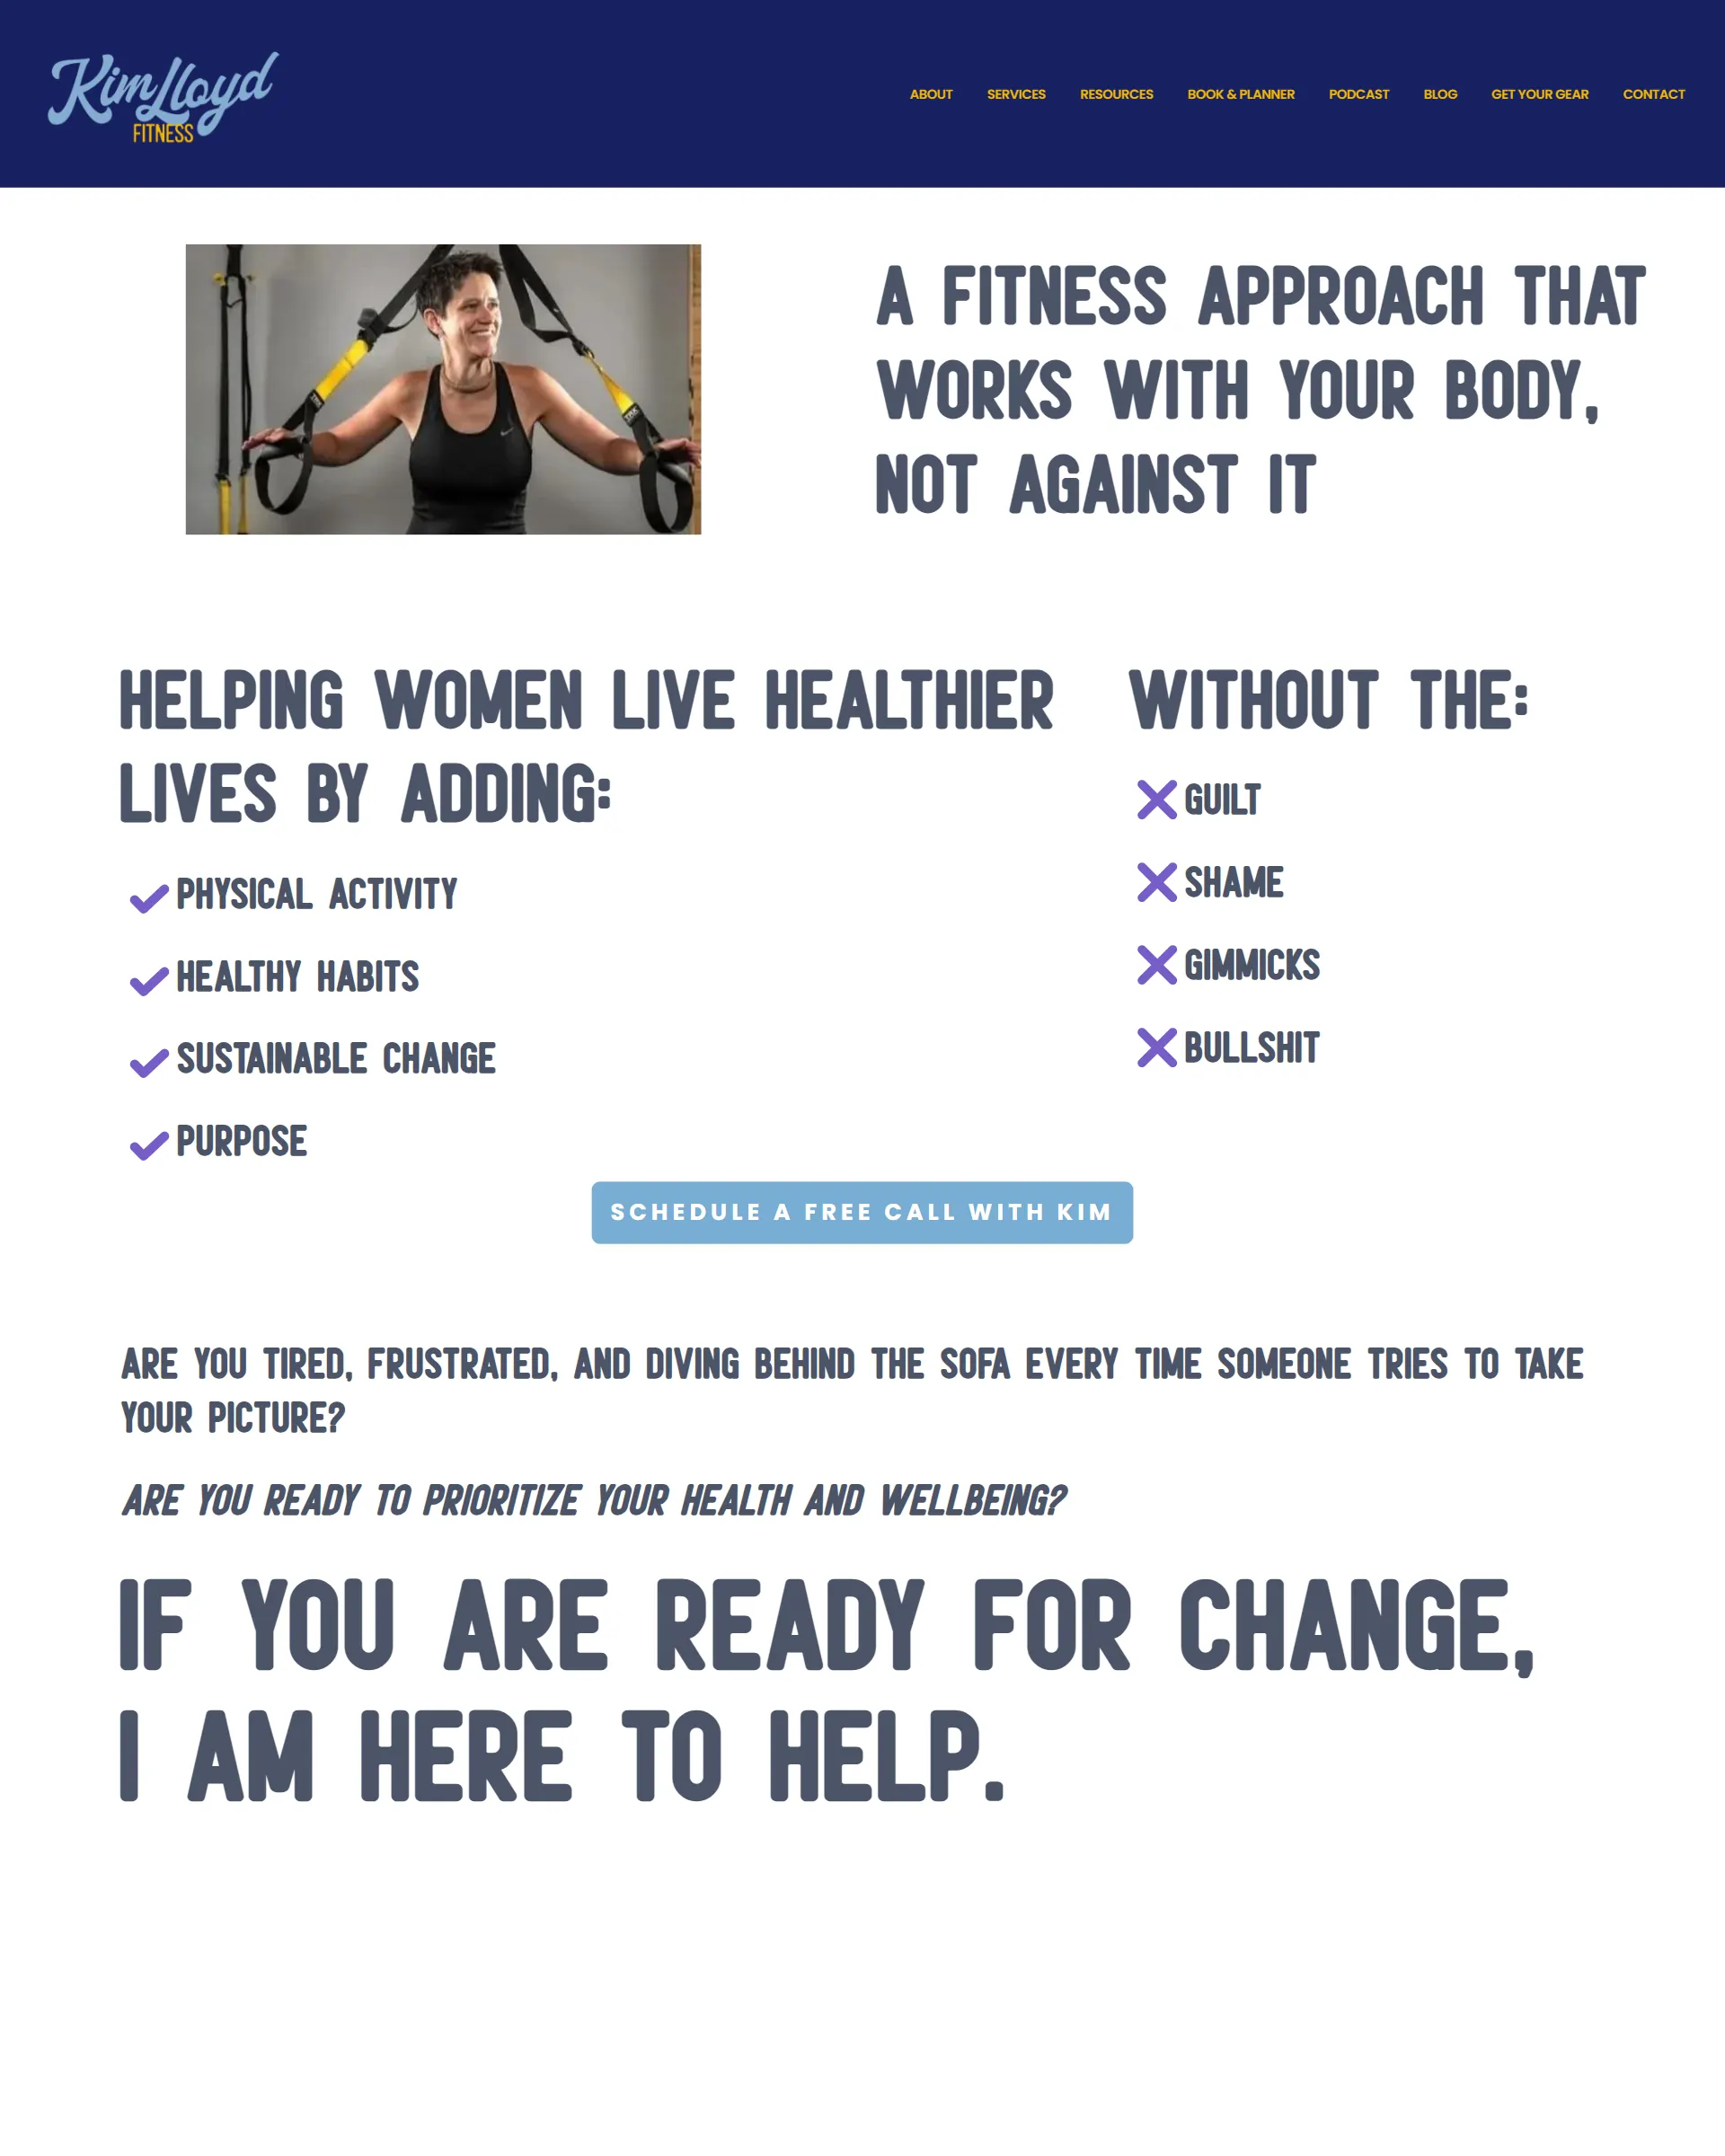 Kim Lloyd
FITNESS
ABOUT SERVICES RESOURCES BOOK & PLANNER PODCAST BLOG GET YOUR GEAR CONTACT
A FITNESS APPROACH THAT
WORKS WITH YOUR BODY,
NOT AGAINST IT
HELPING WOMEN LIVE HEALTHIER
LIVES BY ADDING:
PHYSICAL ACTIVITY
HEALTHY HABITS
SUSTAINABLE CHANGE
PURPOSE
WITHOUT THE:
GUILT
SHAME
GIMMICKS
BULLSHIT
SCHEDULE A FREE CALL WITH KIM
ARE YOU TIRED, FRUSTRATED, AND DIVING BEHIND THE SOFA EVERY TIME SOMEONE TRIES TO TAKE
YOUR PICTURE?
ARE YOU READY TO PRIORITIZE YOUR HEALTH AND WELLBEING?
IF YOU ARE READY FOR CHANGE,
I AM HERE TO HELP.